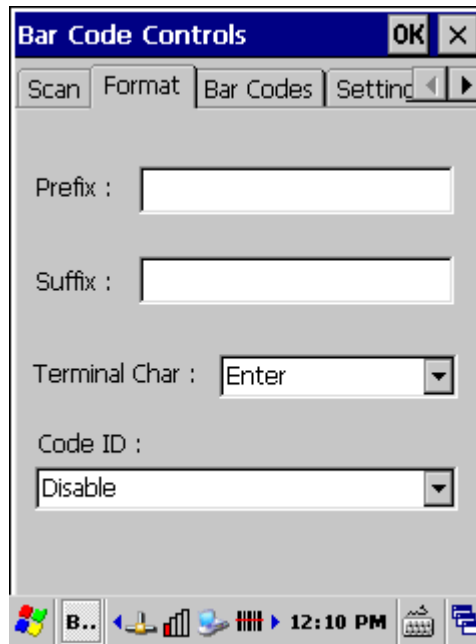 Bar Code Controls OK ×
Scan Format Bar Codes Setting
Prefix :
Suffix :
Terminal Char : Enter
Code ID :
Disable
B.. 12:10 PM